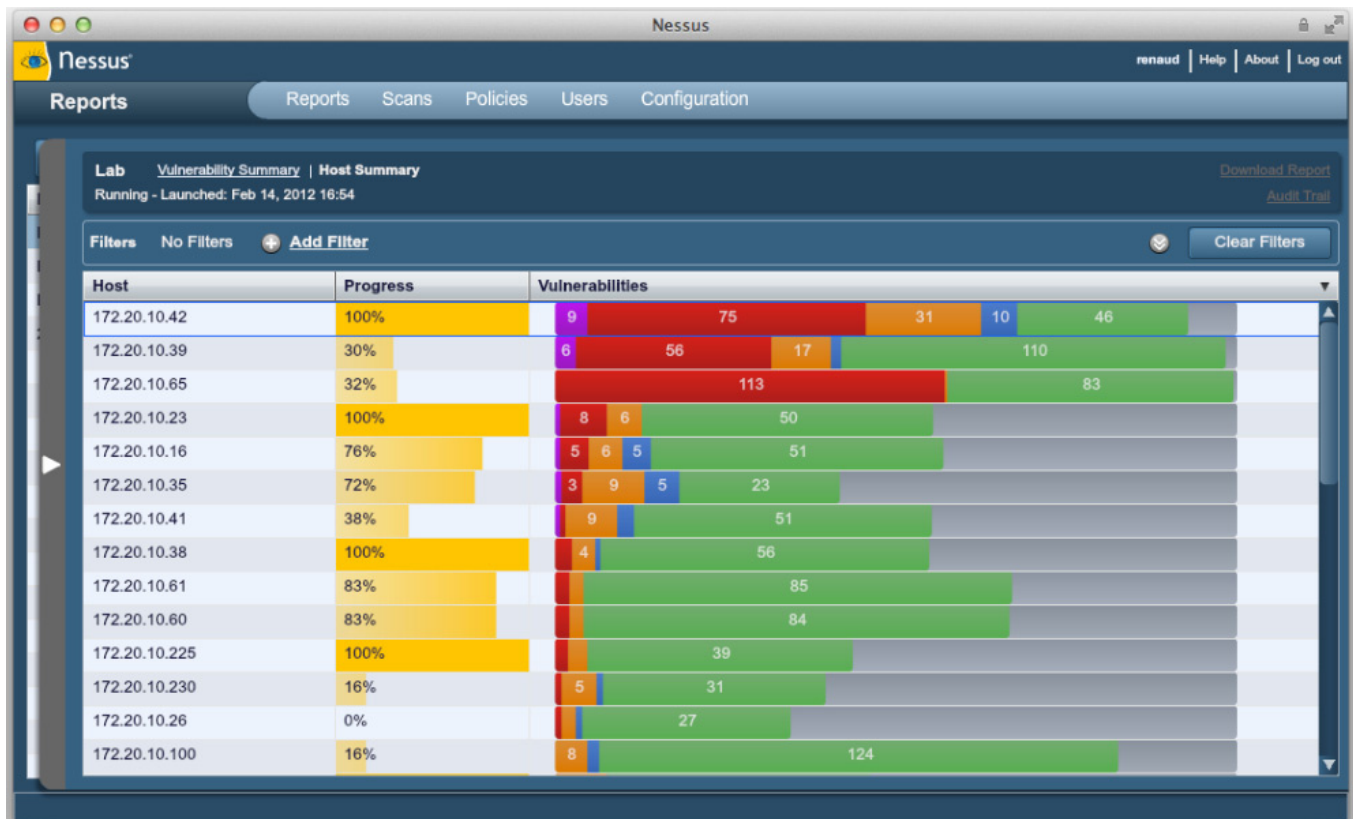 Nessus
nessus
renaud | Help | About | Log out
Reports Reports Scans Policies Users Configuration
Lab Vulnerability Summary | Host Summary Download Report
Running - Launched: Feb 14, 2012 16:54
Audit Trail
Filters No Filters Add Filter Clear Filters
Host Progress Vulnerabilities
172.20.10.42 100% 9 75 31 10 46
172.20.10.39 30% 6 56 17 110
172.20.10.65 32% 113 83
172.20.10.23 100% 8 6 50
172.20.10.16 76% 5 6 5 51
172.20.10.35 72% 3 9 5 23
172.20.10.41 38% 9 51
172.20.10.38 100% 4 56
172.20.10.61 83% 85
172.20.10.60 83% 84
172.20.10.225 100% 39
172.20.10.230 16% 5 31
172.20.10.26 0% 27
172.20.10.100 16% 8 124